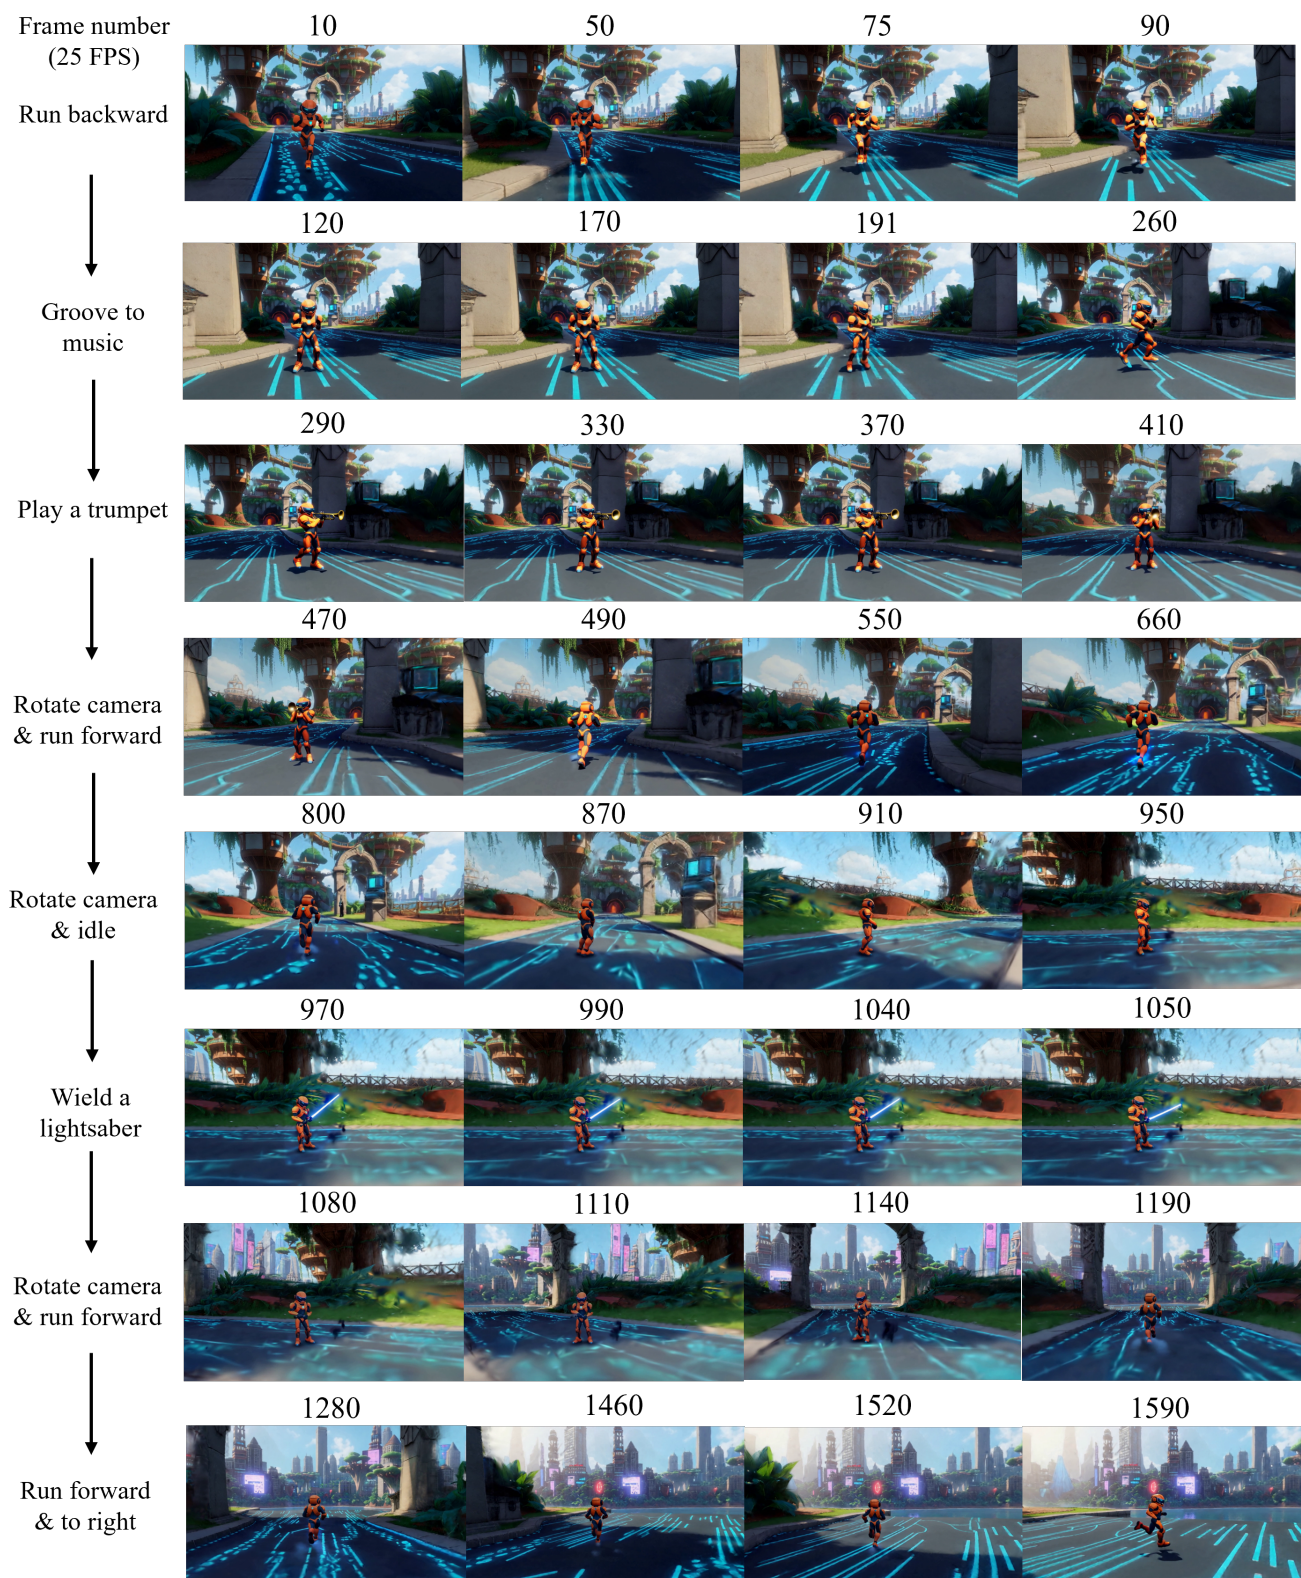 Frame number
(25 FPS)
10 50 75 90
Run backward
120 170 191 260
Groove to
music
290 330 370 410
Play a trumpet
470 490 550 660
Rotate camera
& run forward
800 870 910 950
Rotate camera
& idle
970 990 1040 1050
Wield a
lightsaber
1080 1110 1140 1190
Rotate camera
& run forward
1280 1460 1520 1590
Run forward
& to right